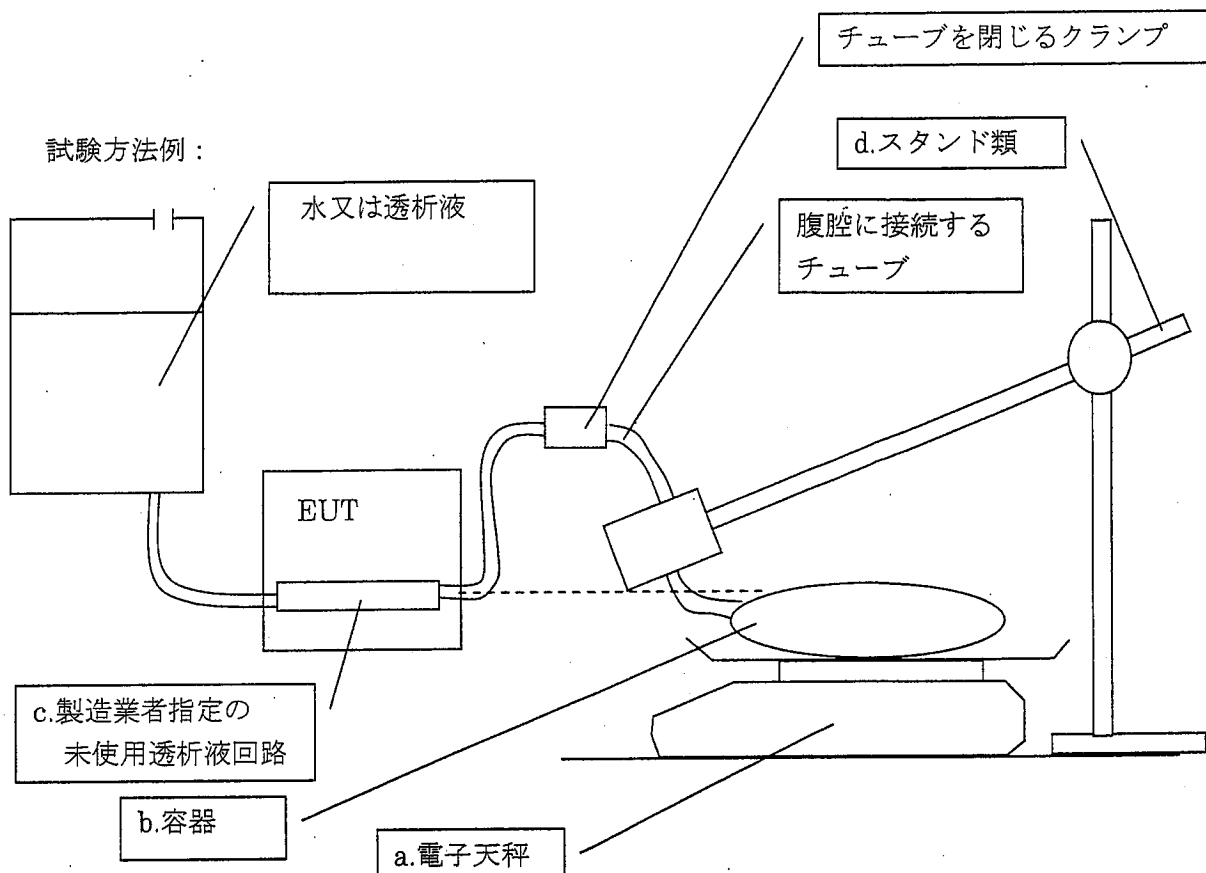 チューブを閉じるクランプ
試験方法例：
d.スタンド類
水又は透析液
腹腔に接続する
チューブ
EUT
c.製造業者指定の
未使用透析液回路
b.容器
a.電子天秤